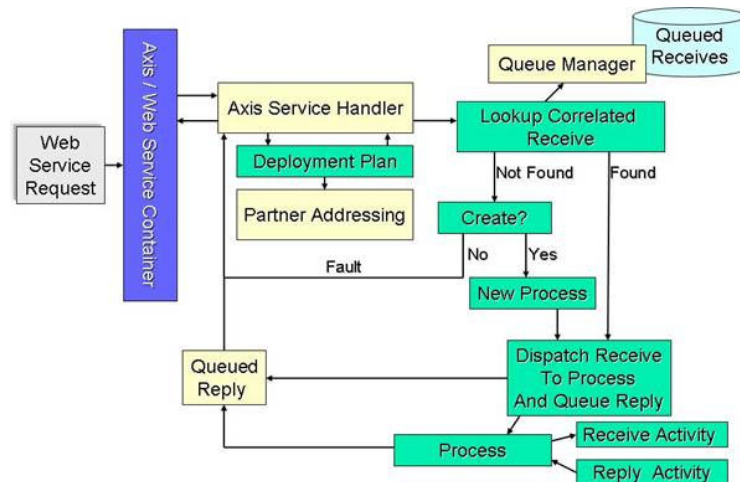 Queued
Receives
Queue Manager
Axis / Web Service Container
Axis Service Handler
Lookup Correlated
Receive
Web
Service
Request
Deployment Plan
Not Found
Found
Partner Addressing
Create?
No
Yes
Fault
New Process
Queued
Reply
Dispatch Receive
To Process
And Queue Reply
Process
Receive Activity
Reply Activity